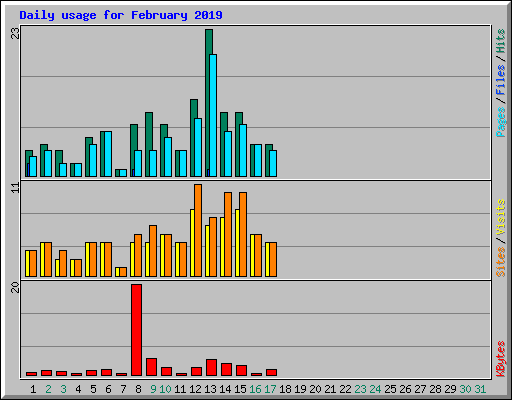 Daily usage for February 2019
23
Pages / Files / Hits
11
Sites / Visits
20
KBytes
1 2 3 4 5 6 7 8 9 10 11 12 13 14 15 16 17 18 19 20 21 22 23 24 25 26 27 28 29 30 31